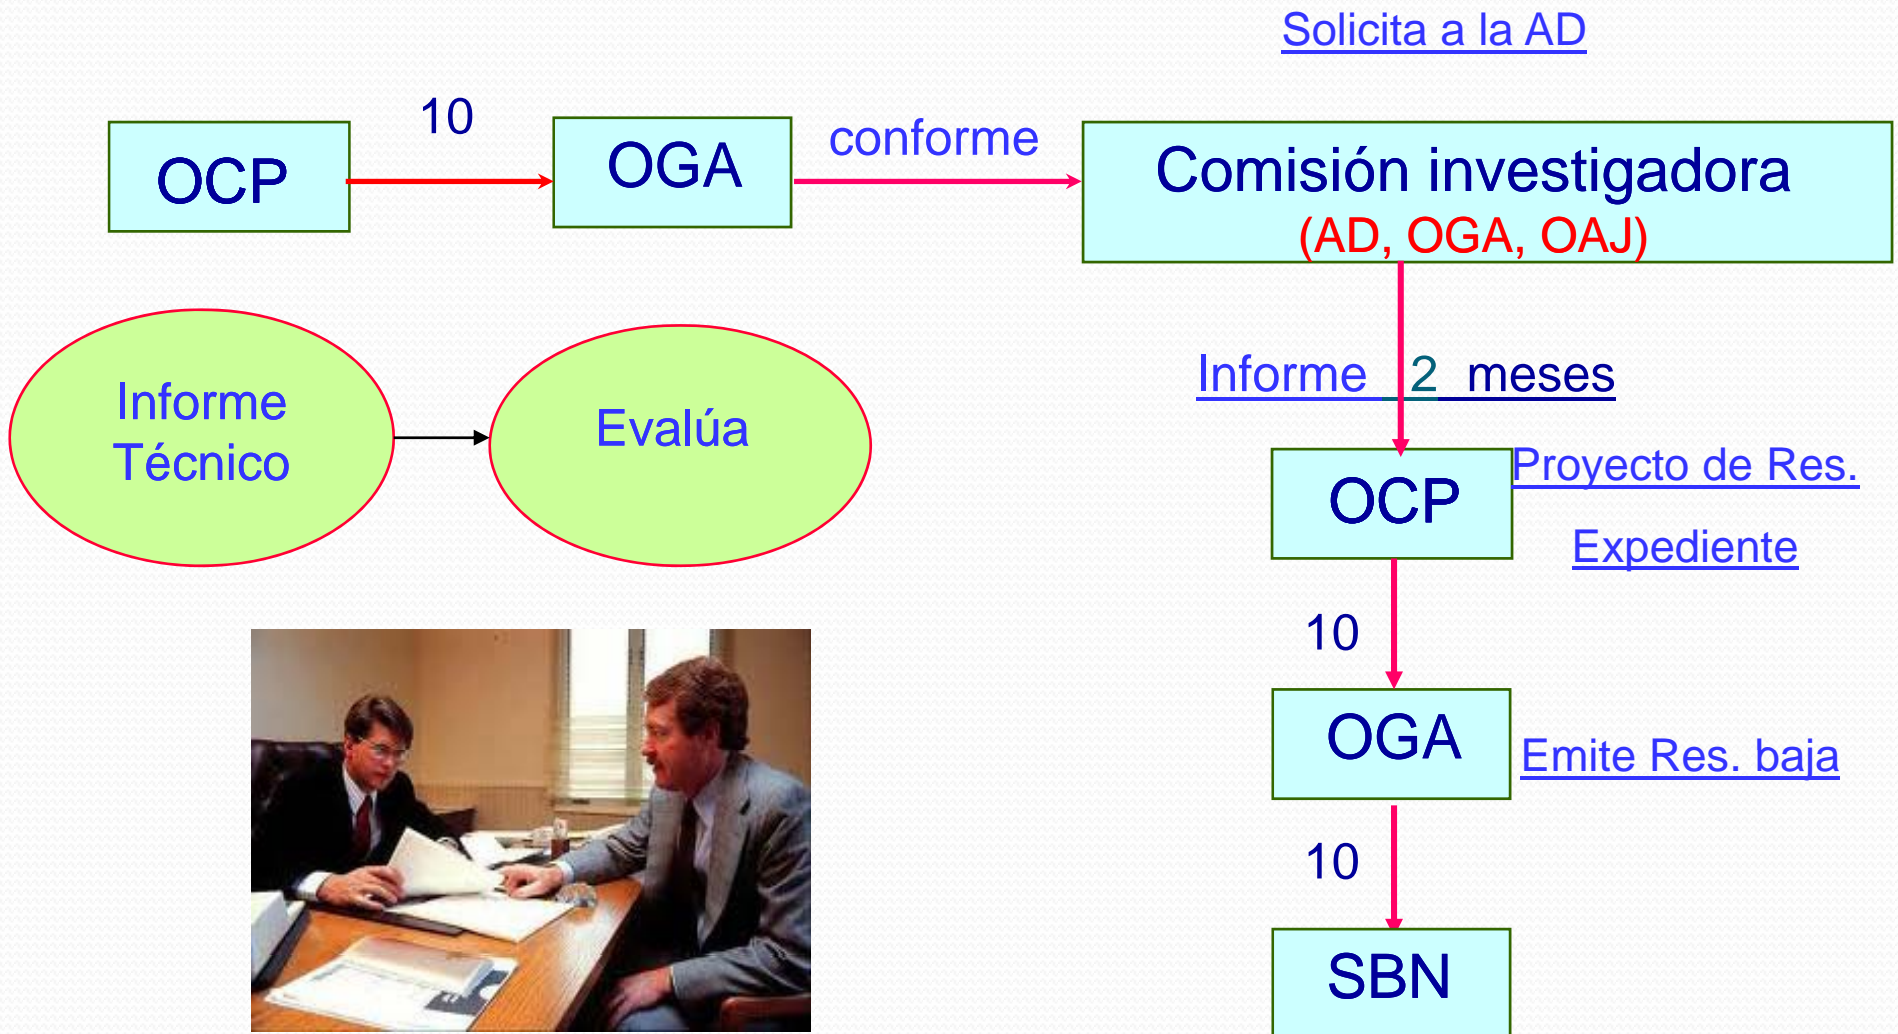 Solicita a la AD
OCP
10
OGA
conforme
Comisión investigadora
(AD, OGA, OAJ)
Informe
Técnico
Evalúa
Informe 2 meses
OCP
Proyecto de Res.
Expediente
10
OGA
Emite Res. baja
10
SBN